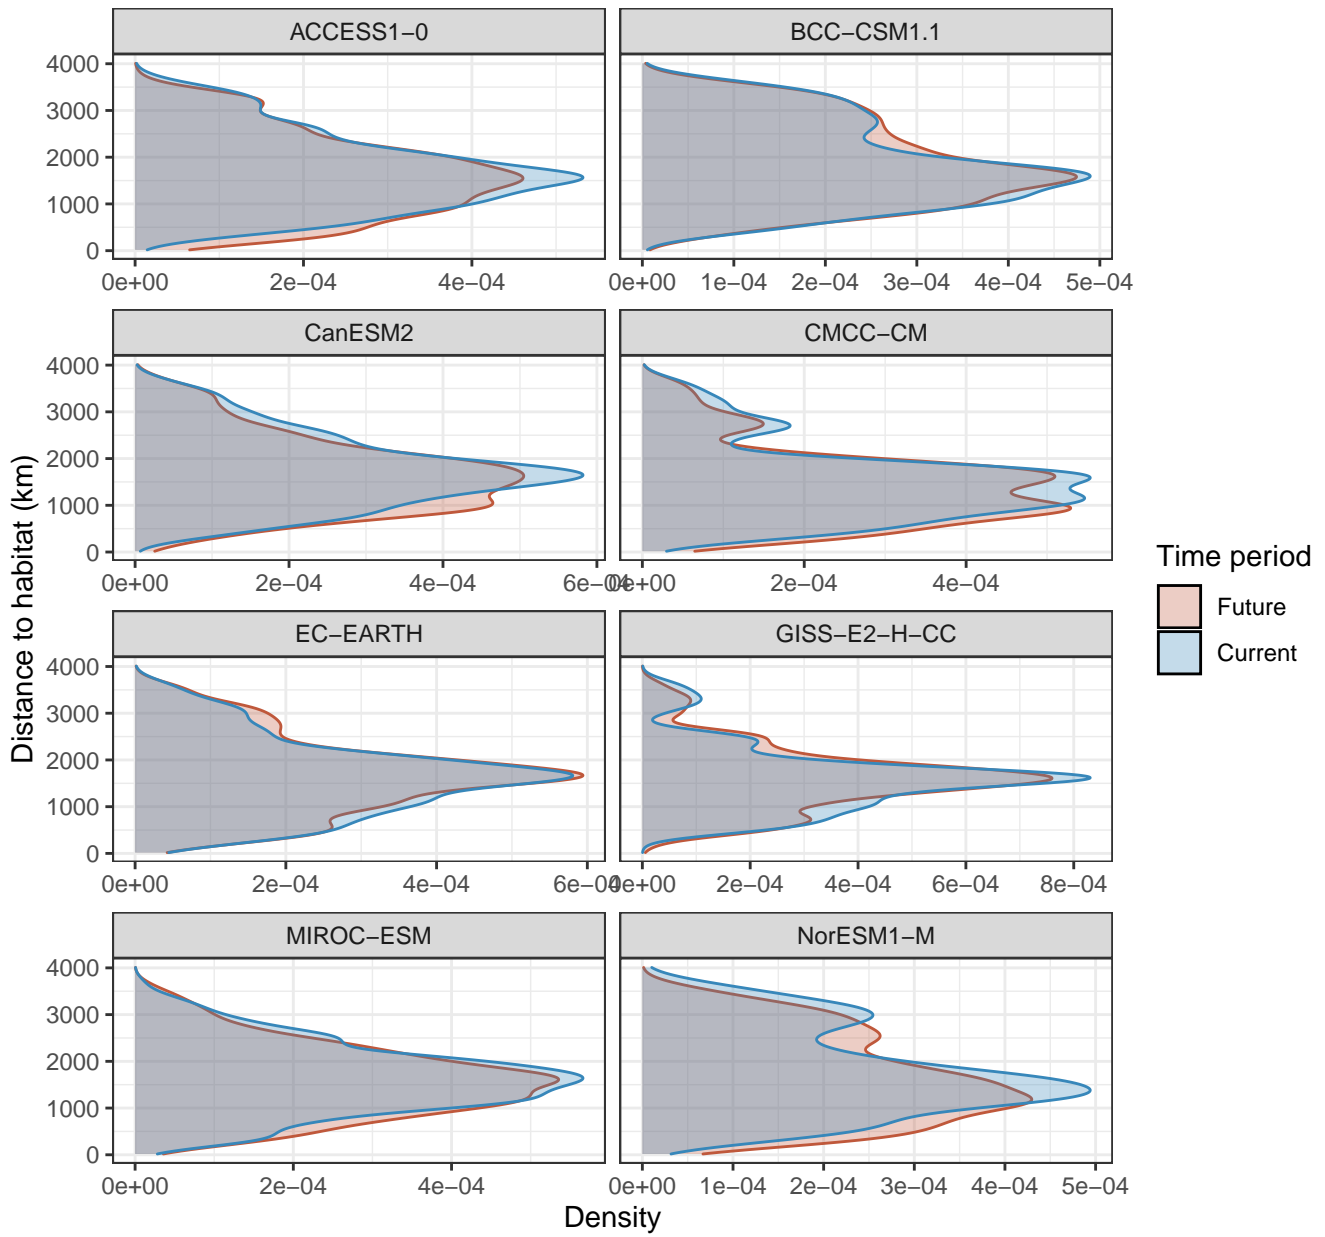 ACCESS1−0
BCC−CSM1.1
4000
3000
2000
1000
0
0e+00 2e−04 4e−04
0e+00 1e−04 2e−04 3e−04 4e−04 5e−04
CanESM2
CMCC−CM
4000
3000
2000
1000
0
0e+00 2e−04 4e−04 6e−04
0e+00 2e−04 4e−04
EC−EARTH
GISS−E2−H−CC
4000
3000
2000
1000
0
0e+00 2e−04 4e−04 6e−04
0e+00 2e−04 4e−04 6e−04 8e−04
MIROC−ESM
NorESM1−M
4000
3000
2000
1000
0
0e+00 2e−04 4e−04
0e+00 1e−04 2e−04 3e−04 4e−04 5e−04
Density
Distance to habitat (km)
Time period
Future
Current